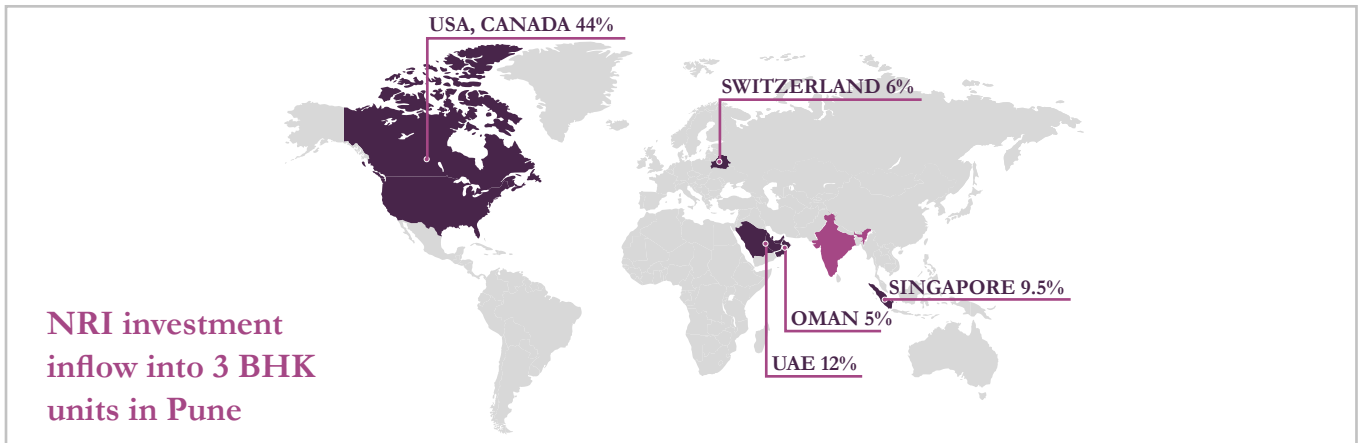 USA, CANADA 44%
SWITZERLAND 6%
SINGAPORE 9.5%
OMAN 5%
UAE 12%
NRI investment
inflow into 3 BHK
units in Pune